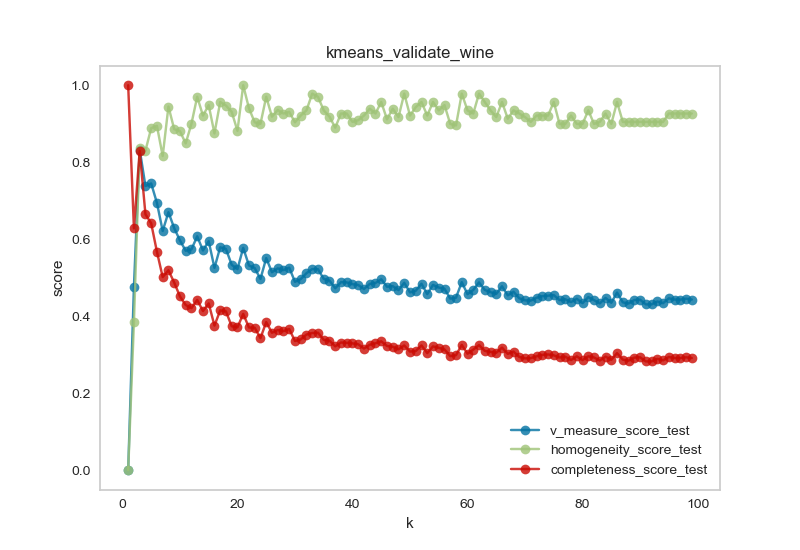 kmeans_validate_wine
1.0
0.8
0.6
0.4
0.2
0.0
score
0 20 40 60 80 100
k
v_measure_score_test
homogeneity_score_test
completeness_score_test